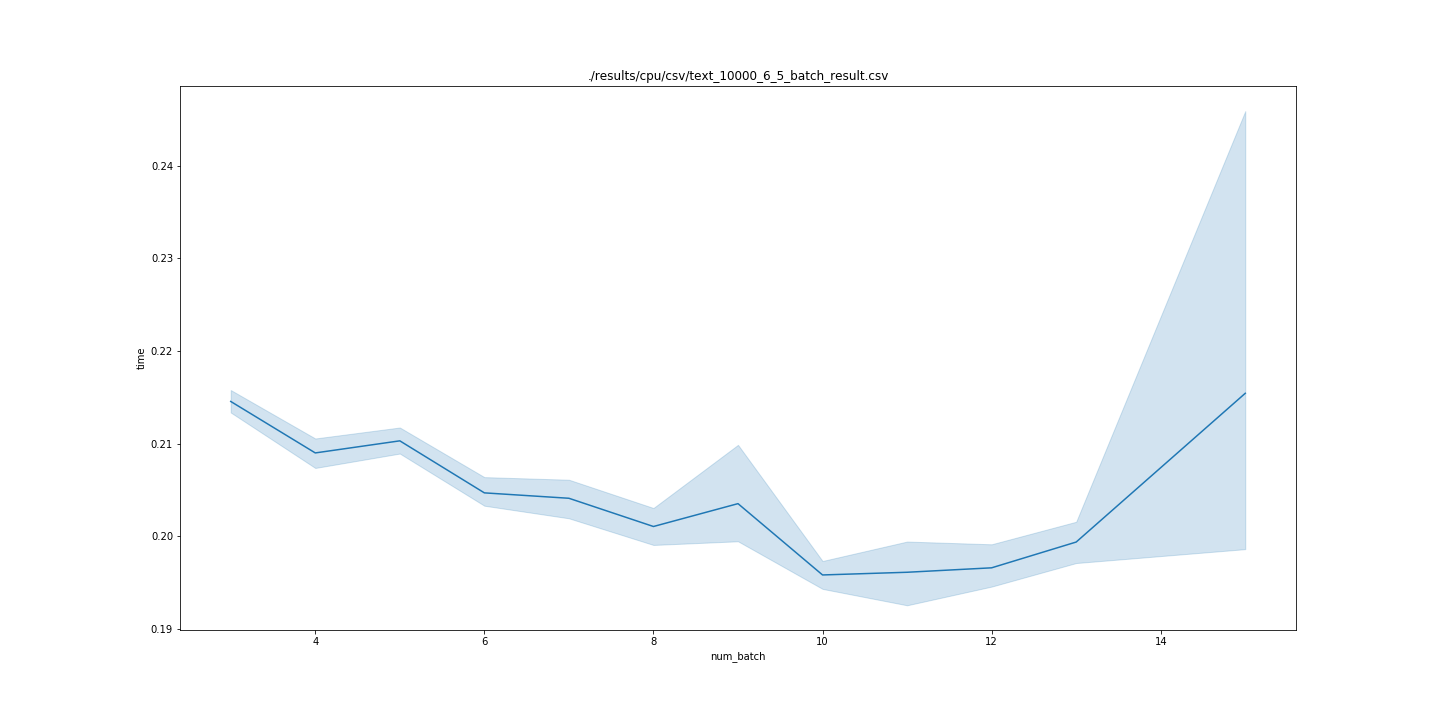 ./results/cpu/csv/text_10000_6_5_batch_result.csv
0.24
0.23
0.22
0.21
0.20
0.19
time
4 6 8 10 12 14
num_batch